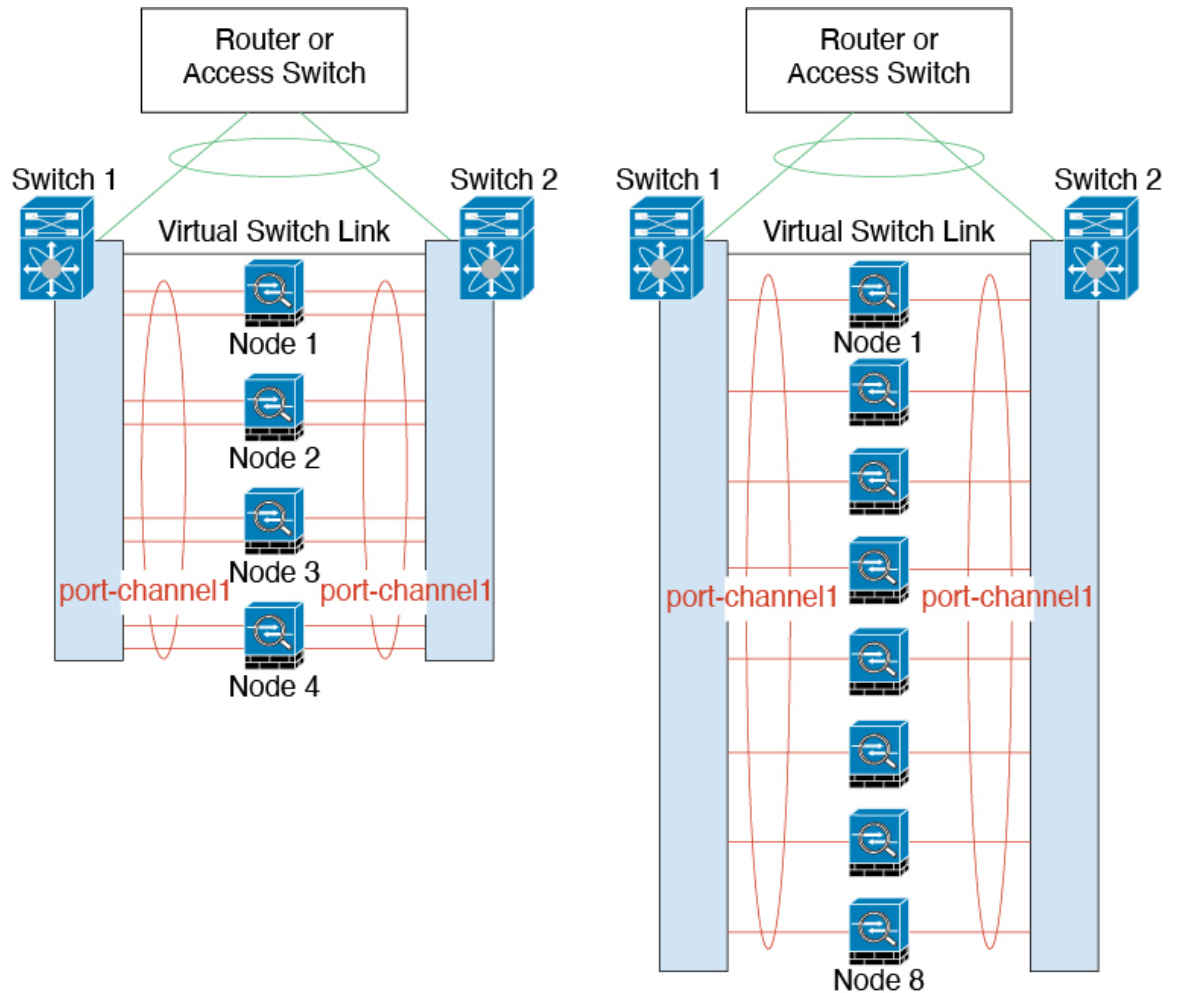 Router or
Access Switch
Switch 1
Switch 2
Virtual Switch Link
Node 1
Node 2
Node 3
port-channel1
port-channel1
Node 4
Router or
Access Switch
Switch 1
Switch 2
Virtual Switch Link
Node 1
port-channel1
port-channel1
Node 8